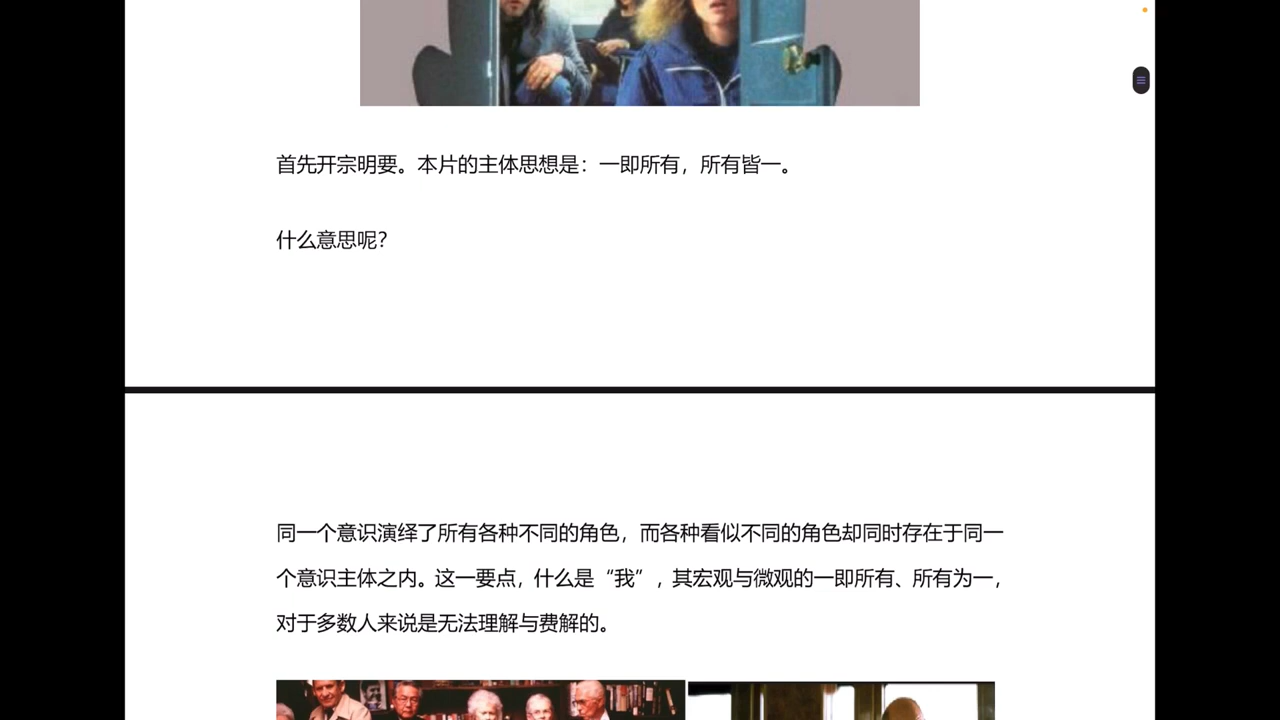 首先开宗明要。本片的主体思想是：一即所有，所有皆一。
什么意思呢？
同一个意识演绎了所有各种不同的角色，而各种看似不同的角色却同时存在于同一
个意识主体之内。这一要点，什么是“我”，其宏观与微观的一即所有、所有为一，
对于多数人来说是无法理解与费解的。